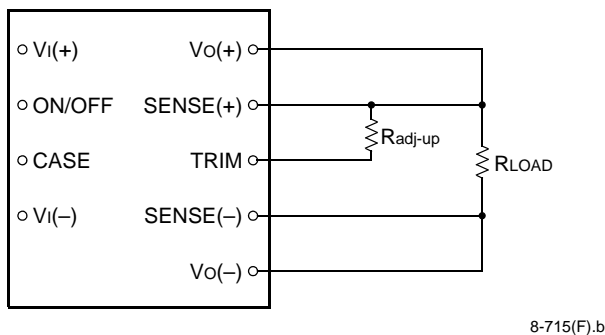 VI(+) VO(+)
ON/OFF SENSE(+)
Radj-up
CASE TRIM
RLOAD
VI(–) SENSE(–)
VO(–)
8-715(F).b